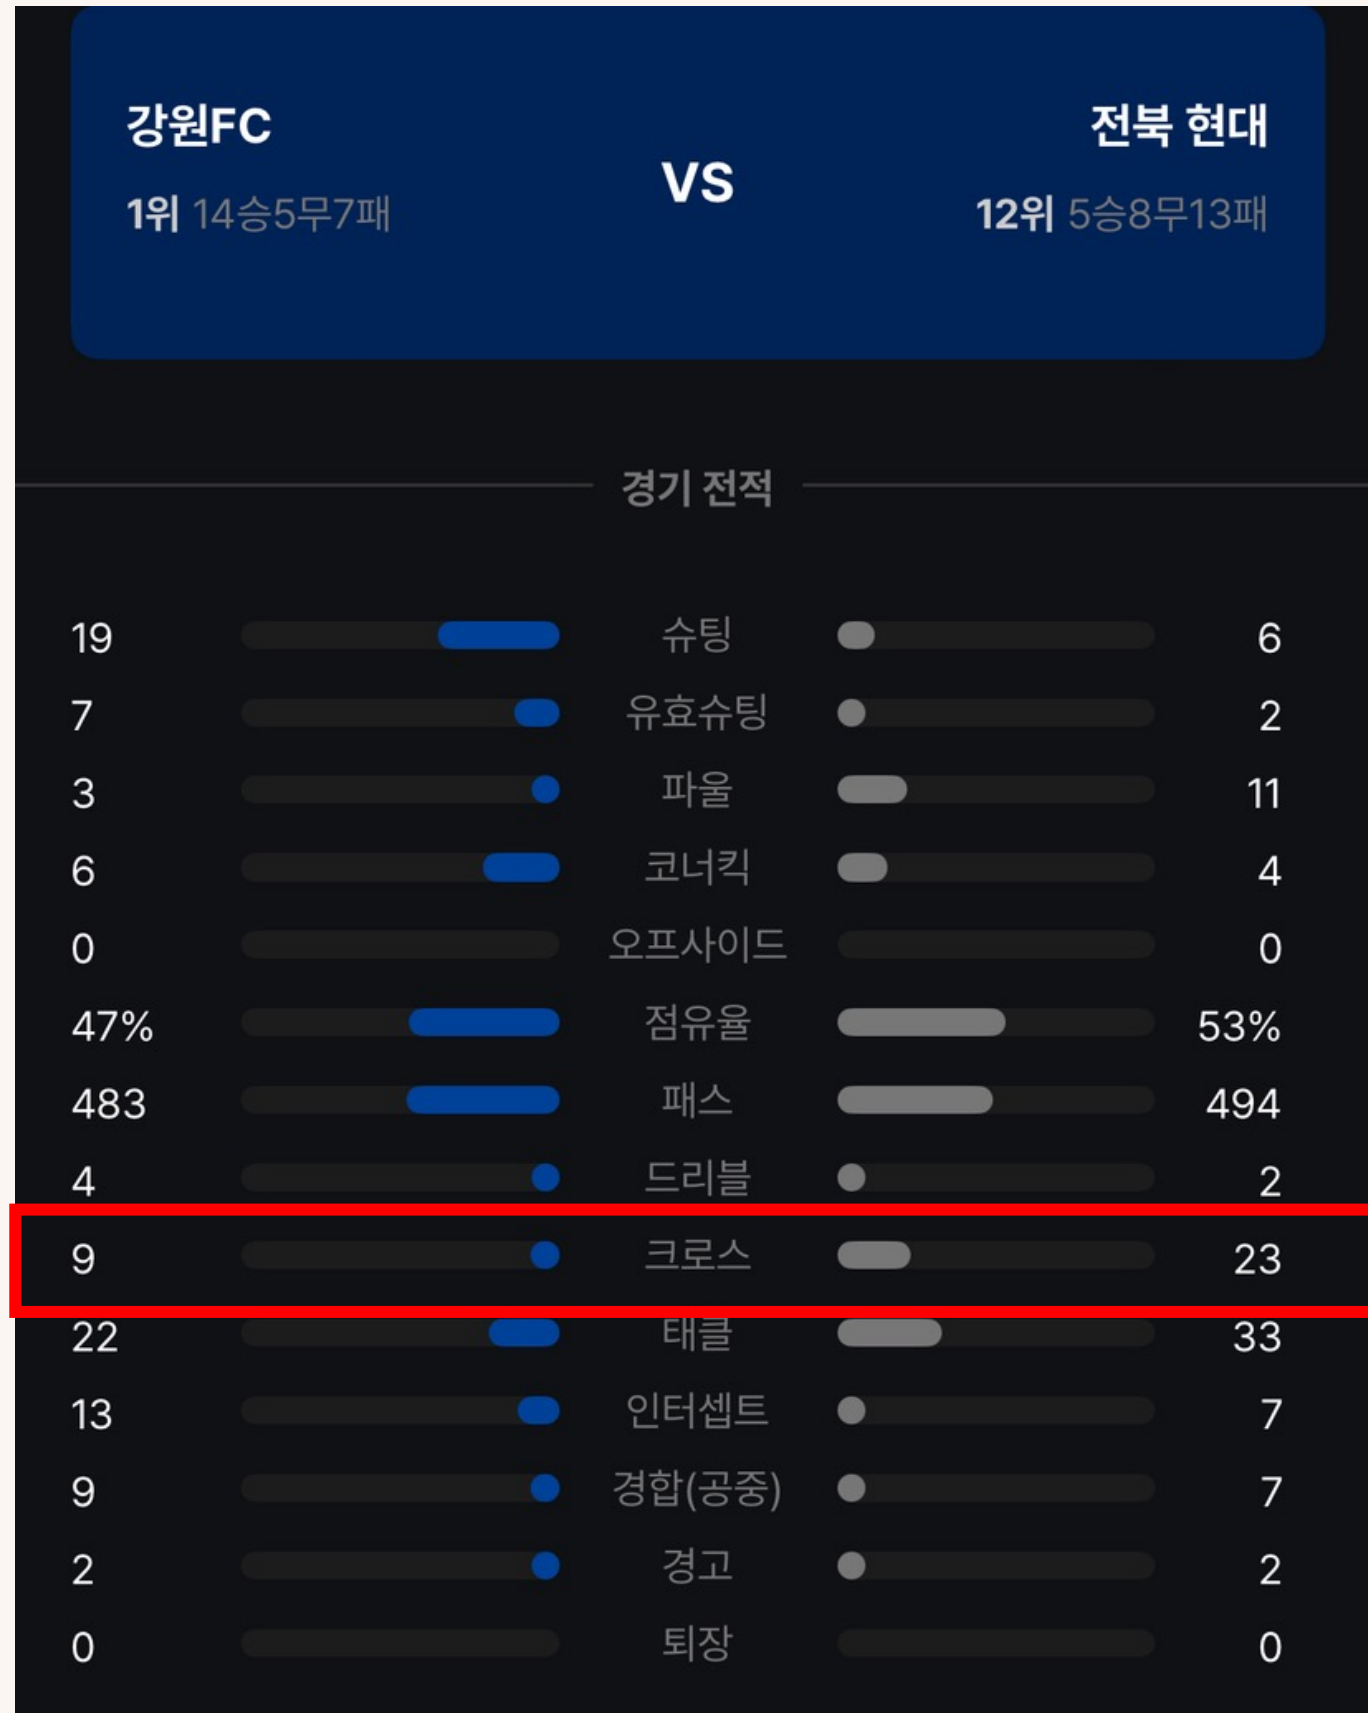 강원FC
VS
전북 현대
1위 14승5무7패
12위 5승8무13패
경기 전적
19 슈팅 6
7 유효슈팅 2
3 파울 11
6 코너킥 4
0 오프사이드 0
47% 점유율 53%
483 패스 494
4 드리블 2
9 크로스 23
22 태클 33
13 인터셉트 7
9 경합(공중) 7
2 경고 2
0 퇴장 0